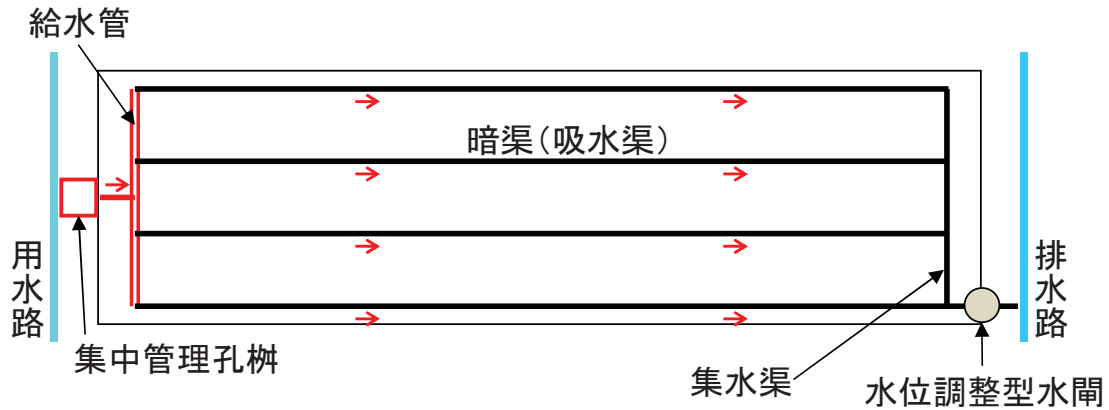 給水管
暗渠（吸水渠）
用水路
排水路
集中管理孔桝
集水渠
水位調整型水閘